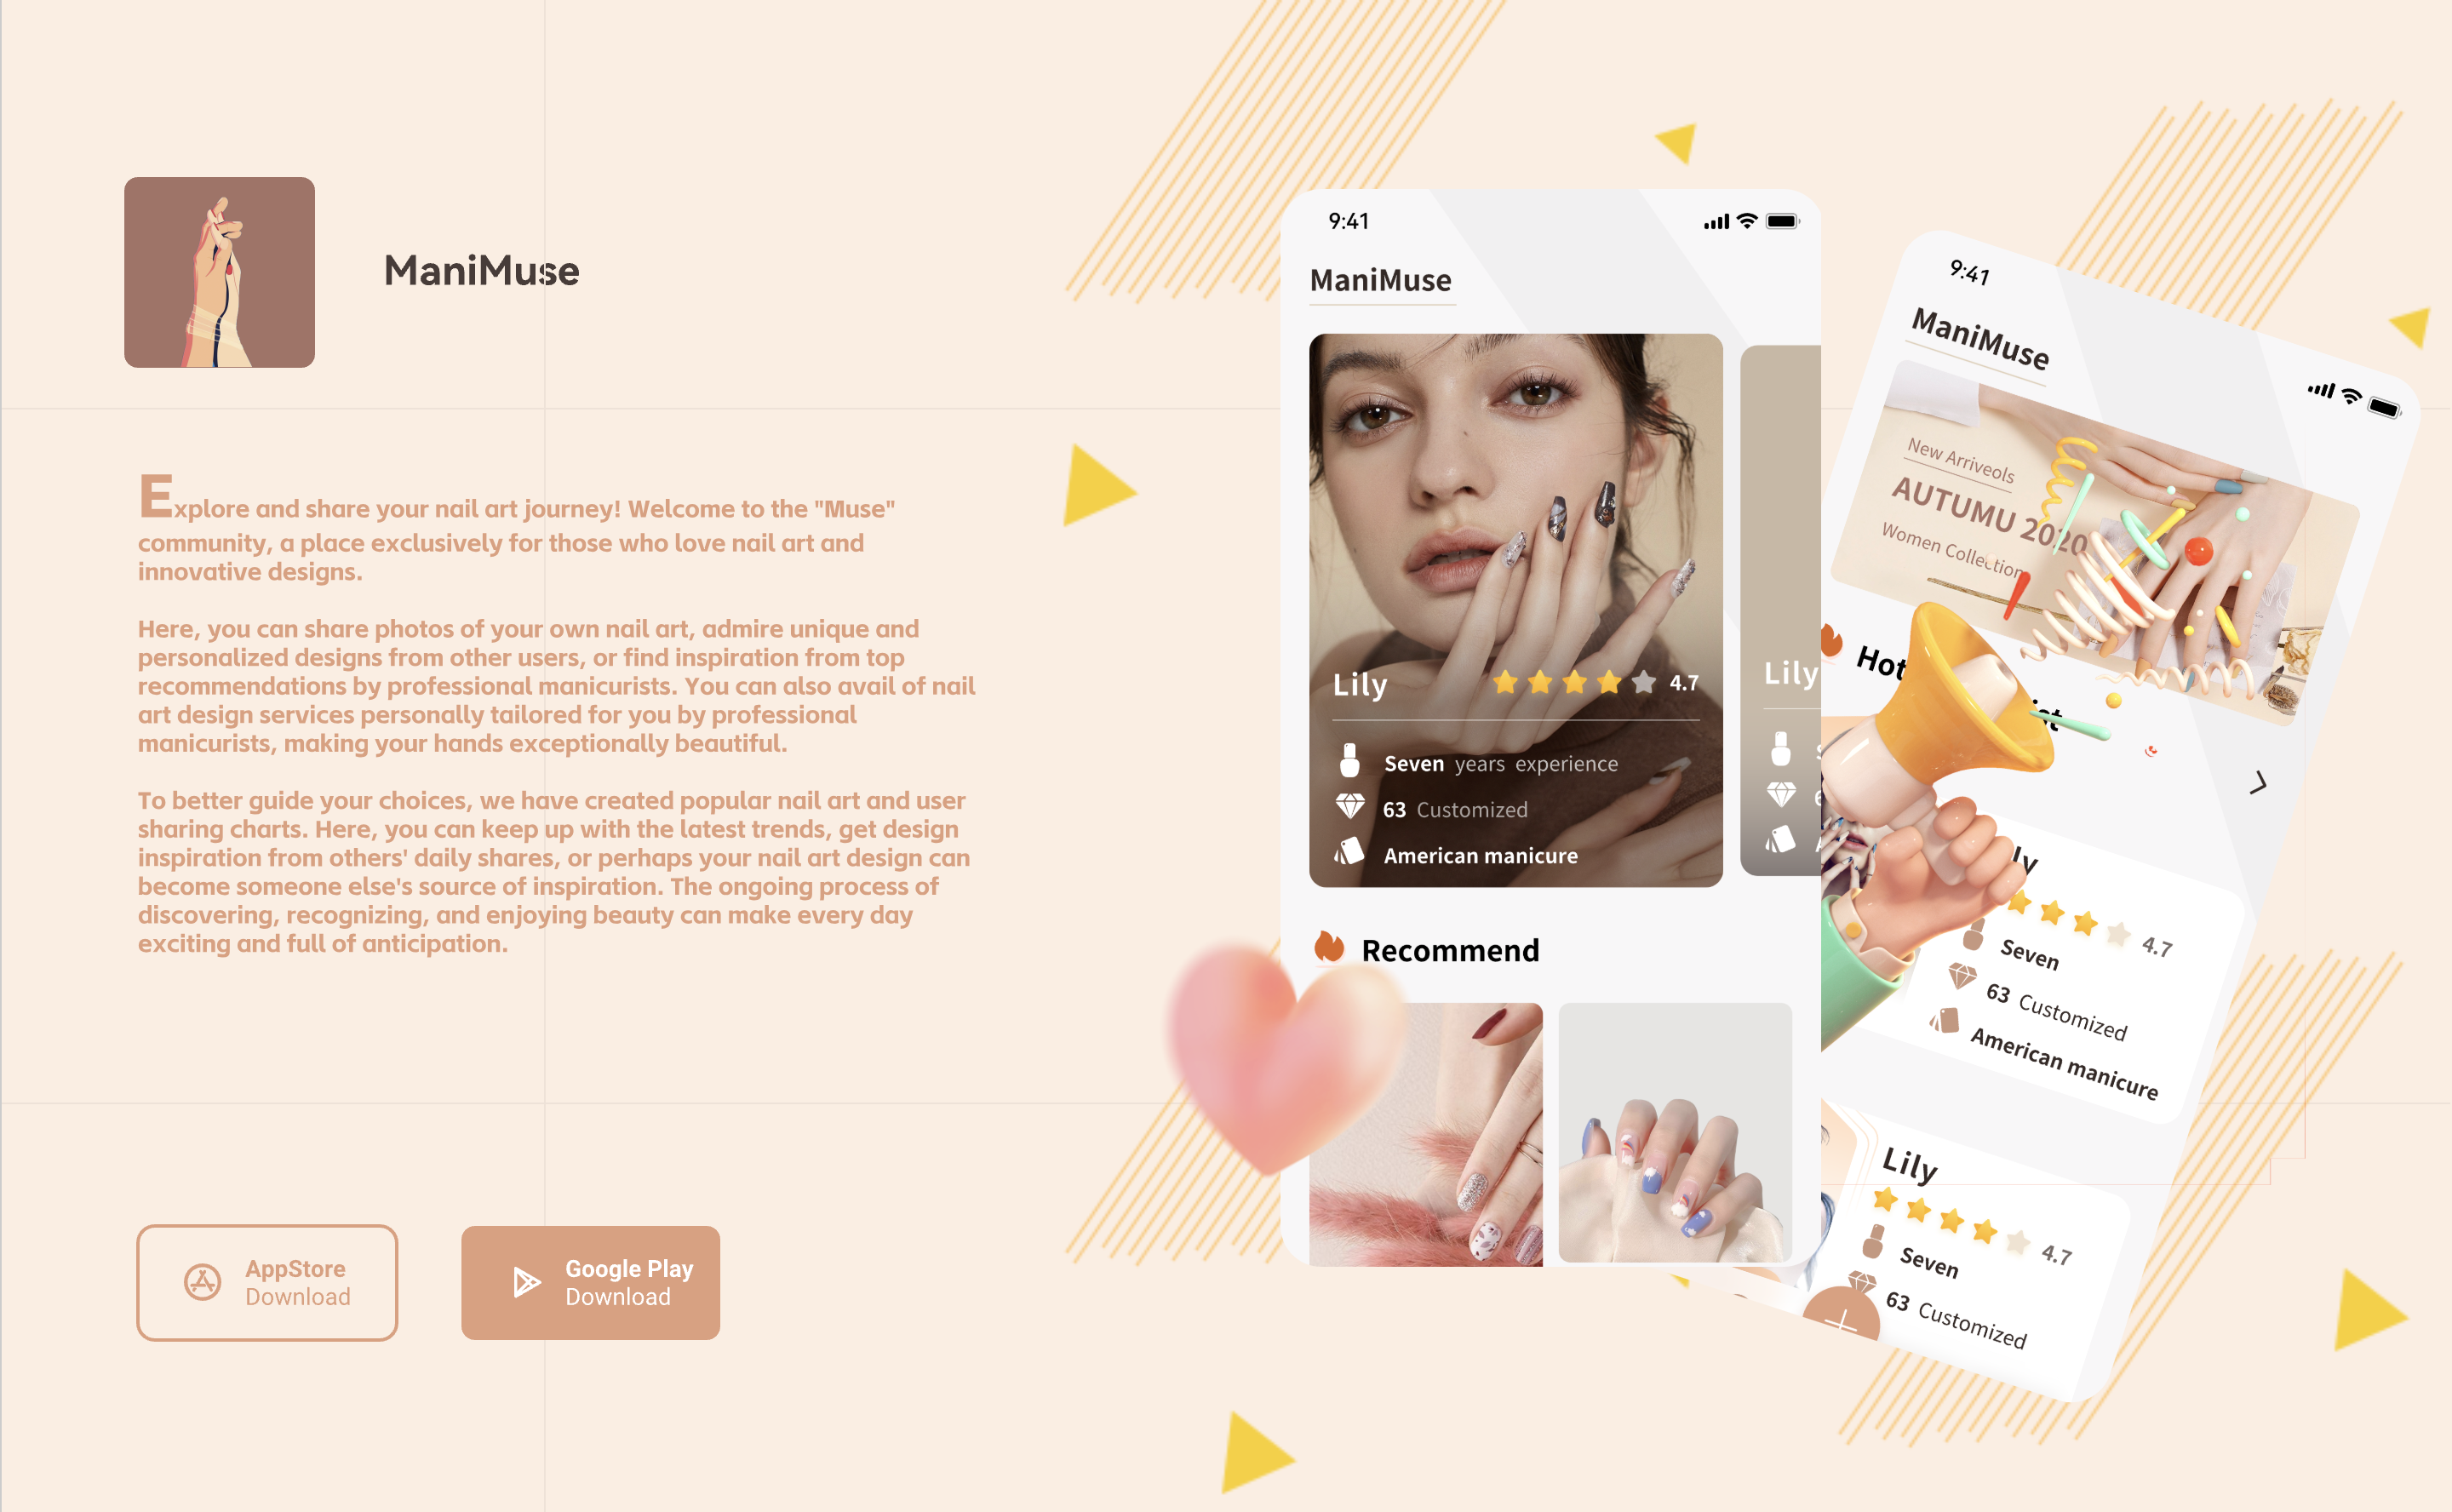 ManiMuse
Explore and share your nail art journey! Welcome to the "Muse"
community, a place exclusively for those who love nail art and
innovative designs.
Here, you can share photos of your own nail art, admire unique and
personalized designs from other users, or find inspiration from top
recommendations by professional manicurists. You can also avail of nail
art design services personally tailored for you by professional
manicurists, making your hands exceptionally beautiful.
To better guide your choices, we have created popular nail art and user
sharing charts. Here, you can keep up with the latest trends, get design
inspiration from others' daily shares, or perhaps your nail art design can
become someone else's source of inspiration. The ongoing process of
discovering, recognizing, and enjoying beauty can make every day
exciting and full of anticipation.
AppStore
Download
Google Play
Download
9:41
ManiMuse
Lily
4.7
Seven years experience
63 Customized
American manicure
Lily
Recommend
9:41
ManiMuse
New Arriveols
AUTUMU 2020
Women Collection
Hot
4.7
Seven
63 Customized
American manicure
Lily
4.7
Seven
63 Customized